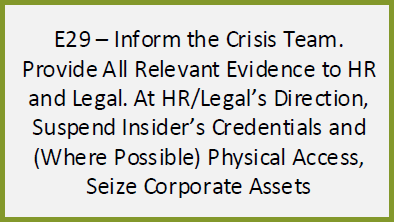 E29 – Inform the Crisis Team.
Provide All Relevant Evidence to HR
and Legal. At HR/Legal's Direction,
Suspend Insider's Credentials and
(Where Possible) Physical Access,
Seize Corporate Assets